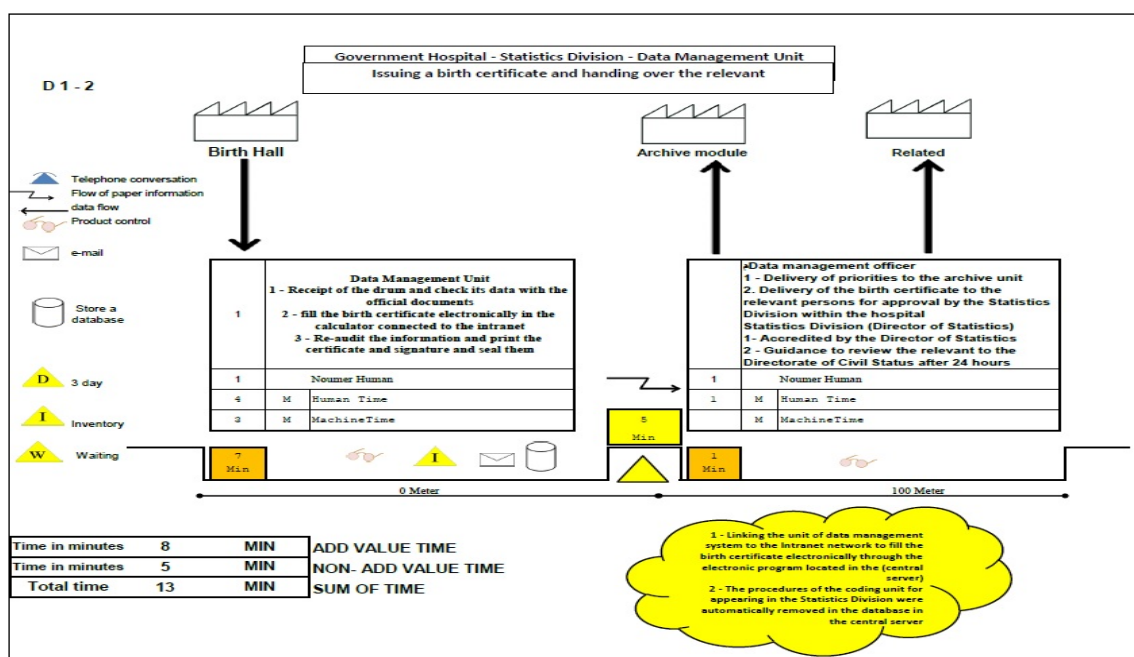 Government Hospital - Statistics Division - Data Management Unit
Issuing a birth certificate and handing over the relevant
D 1 - 2
Birth Hall
Archive module
Related
Telephone conversation
Flow of paper information
data flow
Product control
e-mail
Store a
database
D
3 day
I
Inventory
W
Waiting
1
Data Management Unit
1 - Receipt of the drum and check its data with the
official documents
2 - fill the birth certificate electronically in the
calculator connected to the intranet
3 - Re-audit the information and print the
certificate and signature and seal them
1 Noumer Human
4 M Human Time
3 M MachineTime
7
Min
I
0 Meter
5
Min
Data management officer
1 - Delivery of priorities to the archive unit
2. Delivery of the birth certificate to the
relevant persons for approval by the Statistics
Division within the hospital
Statistics Division (Director of Statistics)
1- Accredited by the Director of Statistics
2 - Guidance to review the relevant to the
Directorate of Civil Status after 24 hours
1 Noumer Human
1 M Human Time
M MachineTime
1
Min
100 Meter
Time in minutes 8 MIN ADD VALUE TIME
Time in minutes 5 MIN NON- ADD VALUE TIME
Total time 13 MIN SUM OF TIME
1 - Linking the unit of data management
system to the Intranet network to fill the
birth certificate electronically through the
electronic program located in the (central
server)
2 - The procedures of the coding unit for
appearing in the Statistics Division were
automatically removed in the database in
the central server